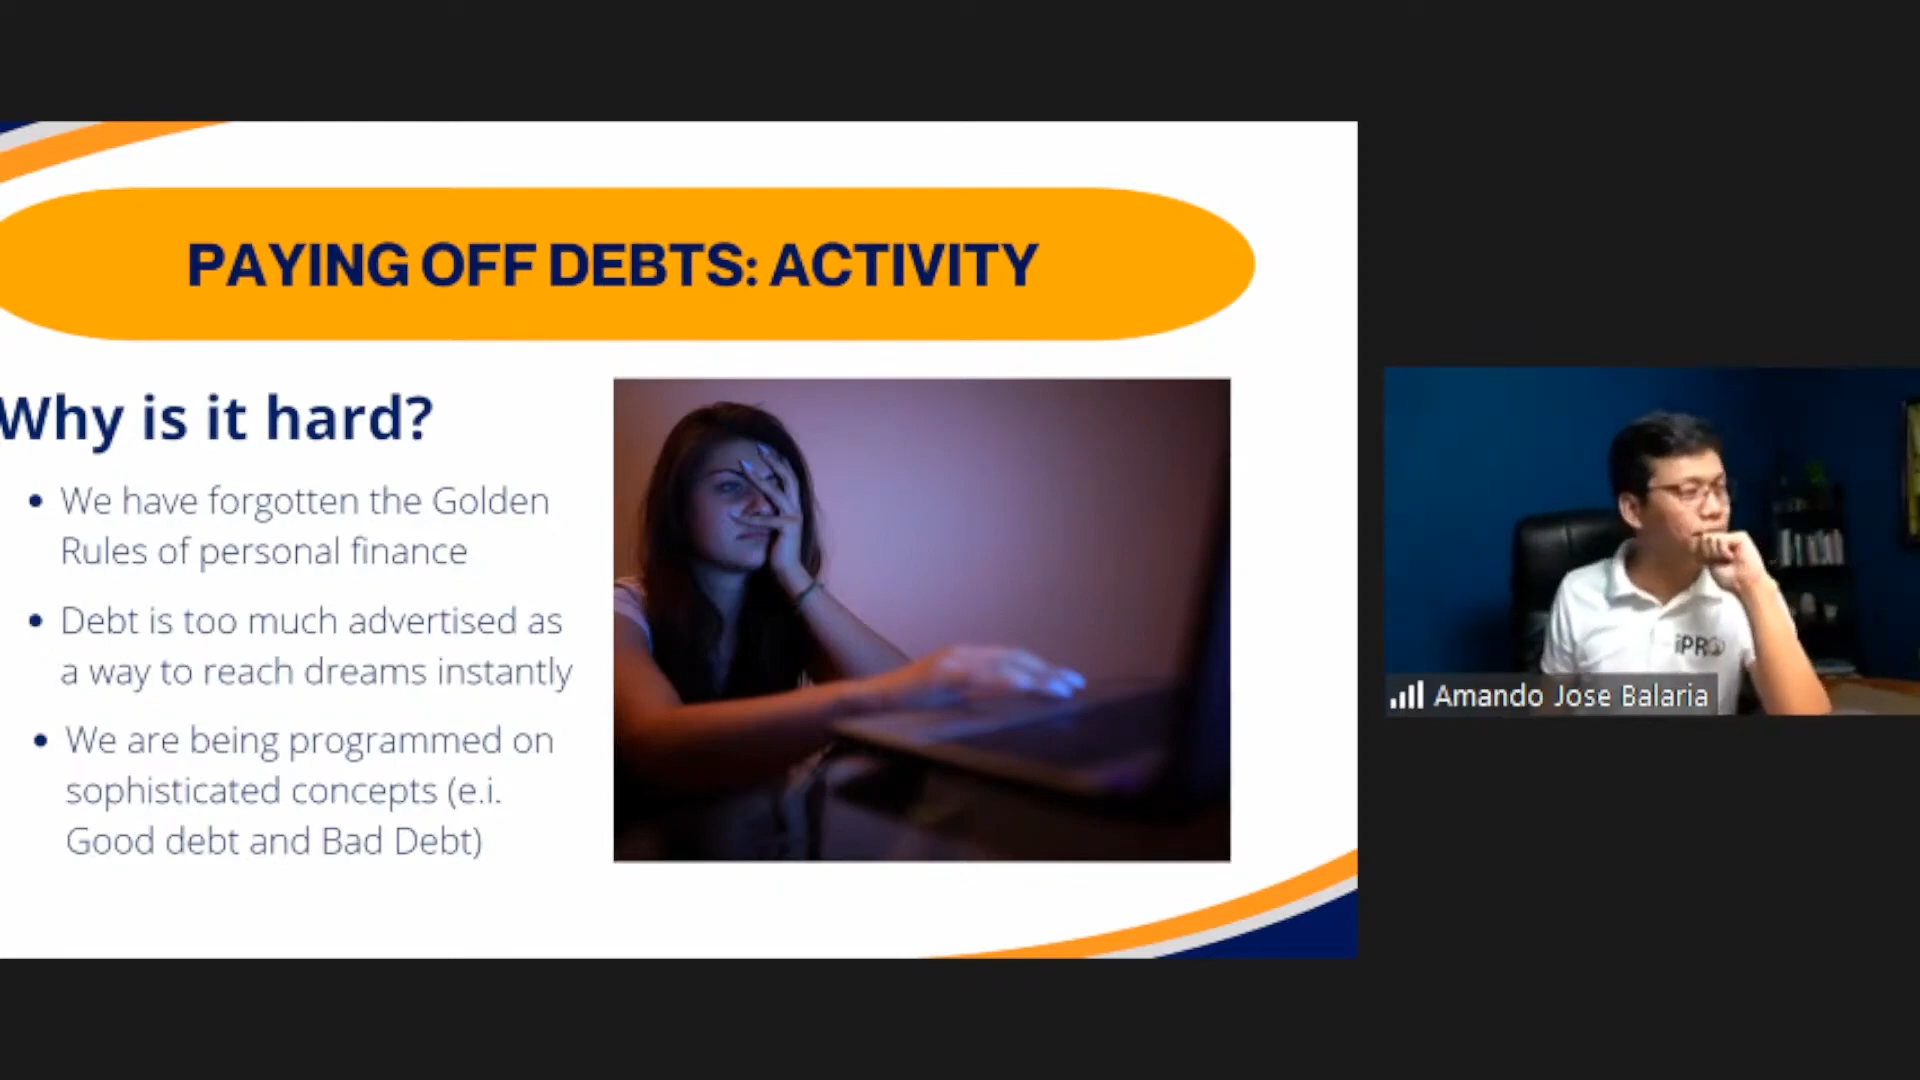 PAYING OFF DEBTS: ACTIVITY
Why is it hard?
• We have forgotten the Golden
Rules of personal finance
• Debt is too much advertised as
a way to reach dreams instantly
• We are being programmed on
sophisticated concepts (e.i.
Good debt and Bad Debt)
iPRO
Amando Jose Balaria